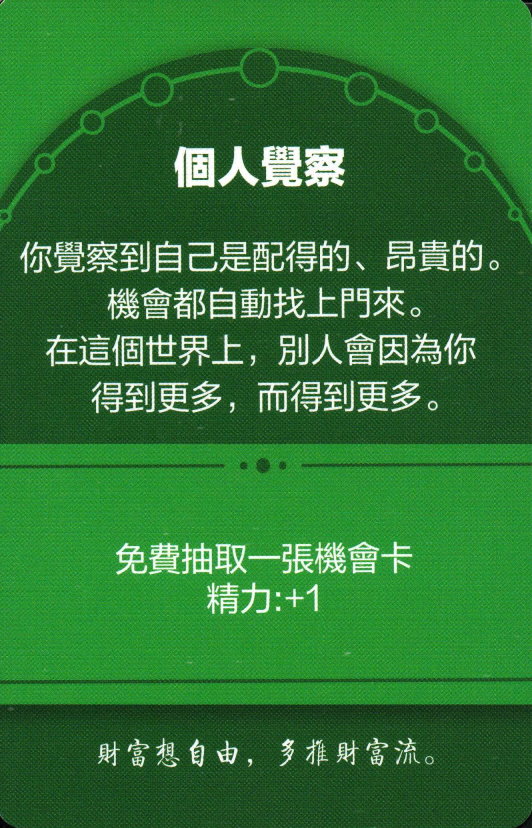 個人覺察
你覺察到自己是配得的、昂貴的。
機會都自動找上門來。
在這個世界上，別人會因為你
得到更多，而得到更多。
免費抽取一張機會卡
精力:+1
財富想自由，多推財富流。